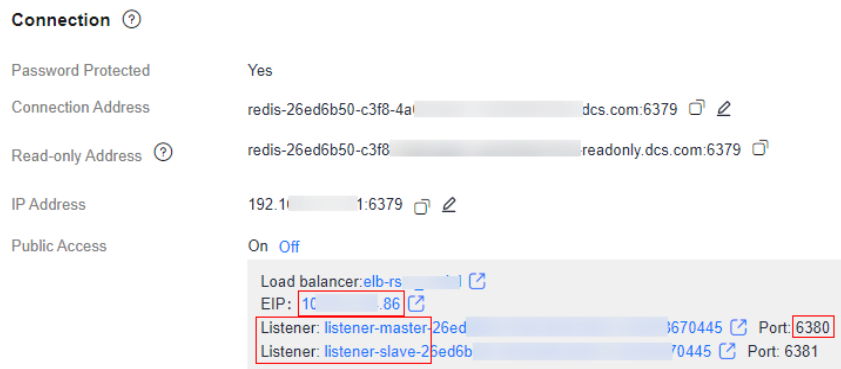 Connection ?
Password Protected Yes
Connection Address redis-26ed6b50-c3f8-4a dcs.com:6379
Read-only Address ? redis-26ed6b50-c3f8 readonly.dcs.com:6379
IP Address 192.1 1:6379
Public Access On Off
Load balancer:elb-rs
EIP: 10 .86
Listener: listener-master-26ed 670445 Port: 6380
Listener: listener-slave-26ed6b 70445 Port: 6381